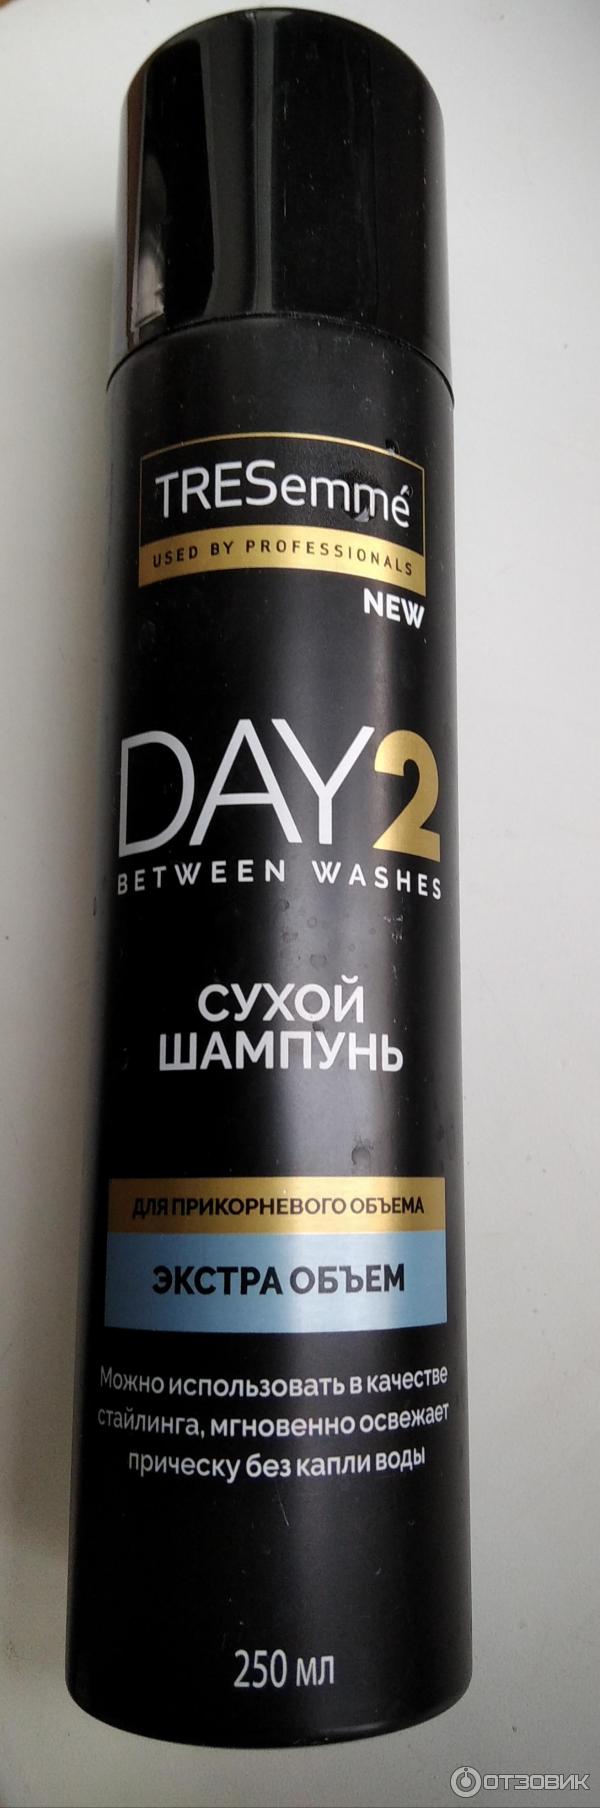 TRESemmé
USED BY PROFESSIONALS
NEW
DAY2
BETWEEN WASHES
СУХОЙ
ШАМПУНЬ
ДЛЯ ПРИКОРНЕВОГО ОБЪЕМА
ЭКСТРА ОБЪЕМ
Можно использовать в качестве
стайлинга, мгновенно освежает
прическу без капли воды
250 мл
ОТЗОВИК